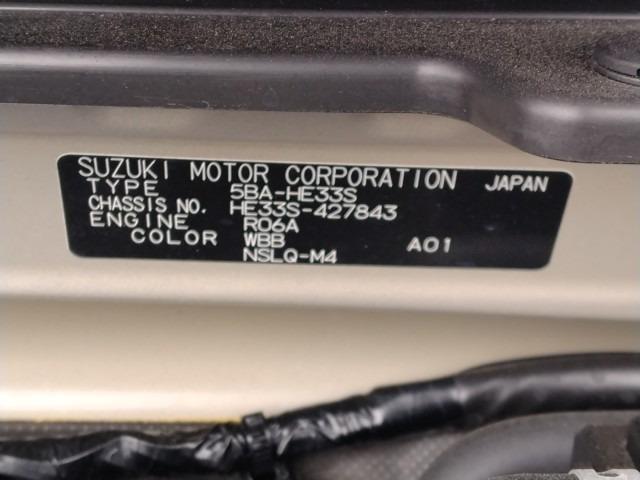 SUZUKI MOTOR CORPORATION JAPAN
TYPE 5BA-HE33S
CHASSIS NO. HE33S-427843
ENGINE R06A
COLOR WBB A01
NSLQ-M4